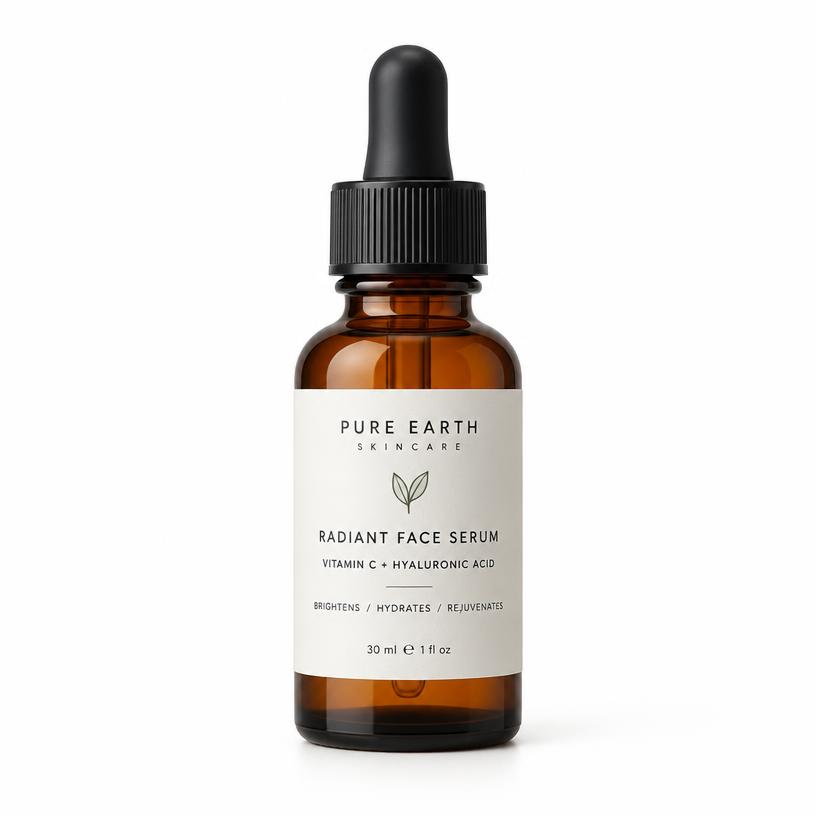 PURE EARTH
SKINCARE
RADIANT FACE SERUM
VITAMIN C + HYALURONIC ACID
BRIGHTENS / HYDRATES / REJUVENATES
30 ml ℮ 1 fl oz